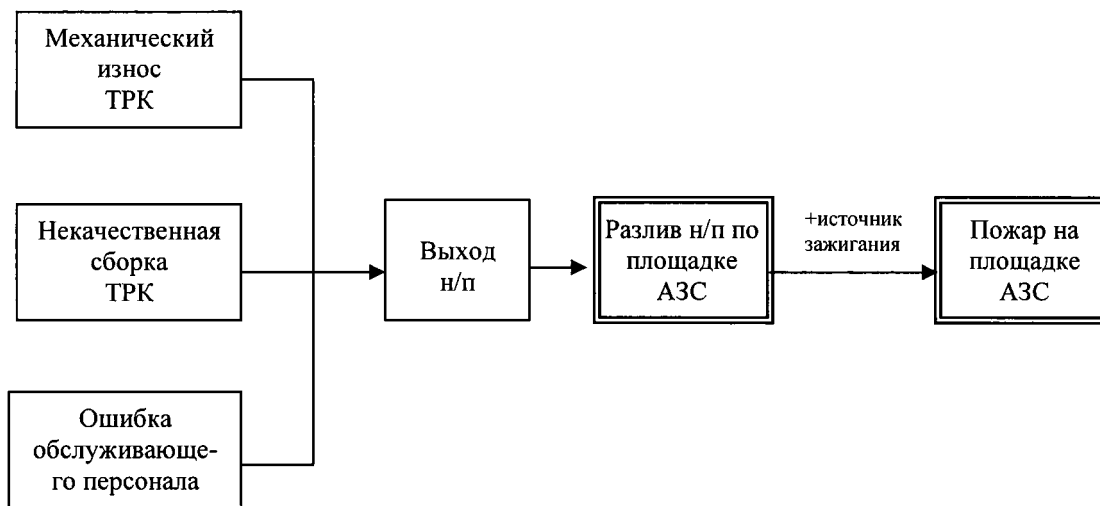 Механический
износ
ТРК
Некачественная
сборка
ТРК
Ошибка
обслуживающе-
го персонала
Выход
н/п
Разлив н/п по
площадке
АЗС
+источник
зажигания
Пожар на
площадке
АЗС